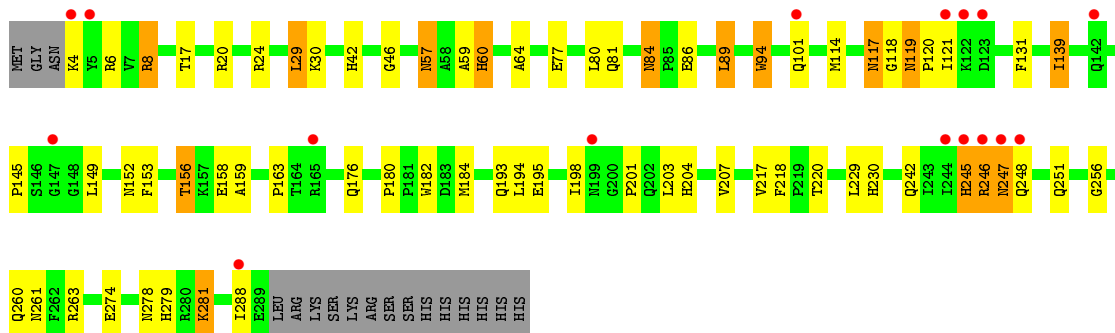 MET GLY ASN K4 Y5 R6 V7 R8 T17 R20 R24 L29 K30 H42 G46 N57 A58 A59 H60 A64 E77 L80 Q81 N84 P85 E86 L89 W94 Q101 M114 N117 G118 N119 P120 I121 K122 D123 F131 I139 Q142
P145 S146 G147 G148 L149 N152 F153 T156 K157 E158 A159 P163 T164 R165 Q176 P180 P181 W182 D183 M184 Q193 L194 E195 I198 N199 G200 P201 Q202 L203 H204 V207 V217 F218 P219 T220 L229 H230 Q242 I243 I244 H245 R246 N247 Q248 Q251 G256
Q260 N261 F262 R263 E274 N278 H279 R280 K281 I288 E289 LEU ARG LYS SER LYS ARG SER SER HIS HIS HIS HIS HIS HIS